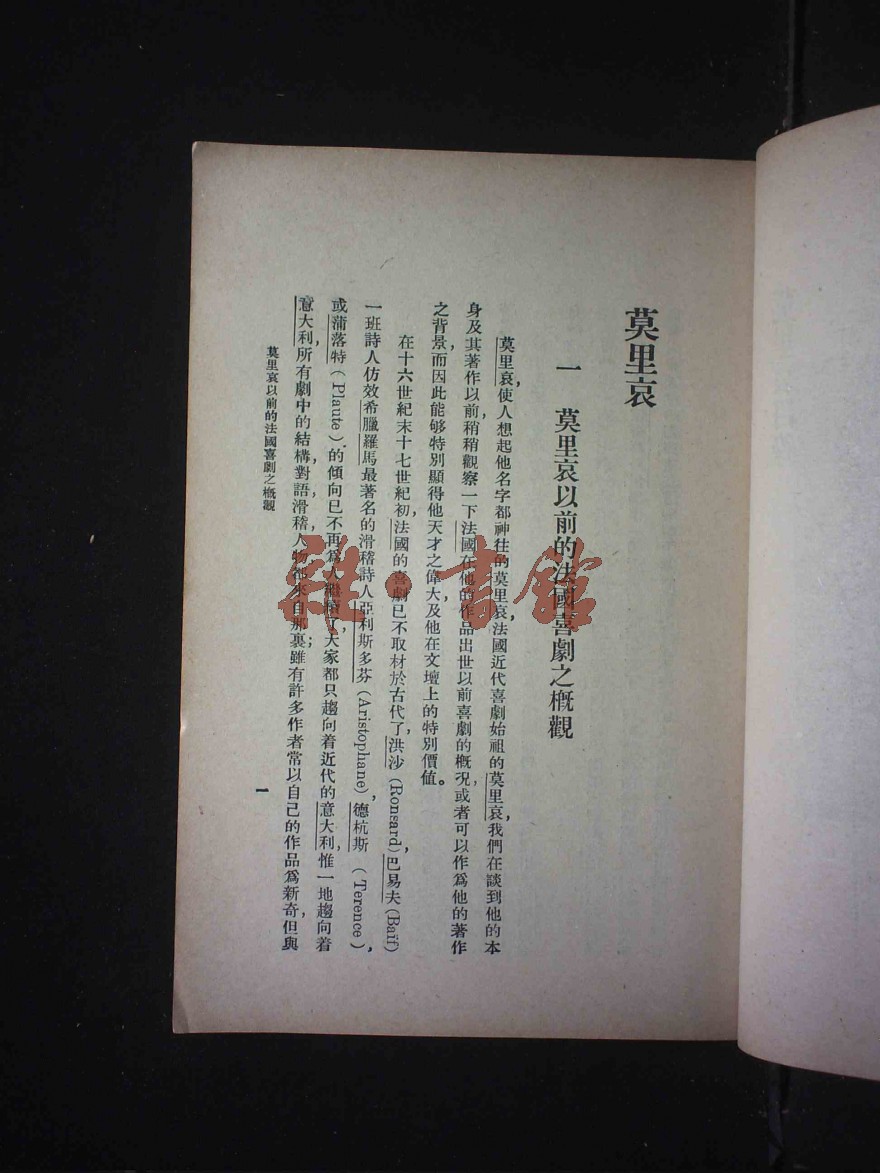 莫里哀
一 莫里哀以前的法國喜劇之概觀
莫里哀，使人想起他名字都神往的莫里哀，法國近代喜劇始祖的莫里哀，我們在談到他的本
身及其著作以前，稍稍觀察一下法國在他的作品出世以前喜劇的概況，或者可以作爲他的著作
之背景，而因此能够特別顯得他天才之偉大及他在文壇上的特別價值。
在十六世紀末十七世紀初，法國的喜劇已不取材於古代了，洪沙(Ronsard)，巴易夫(Baïf)
一班詩人仿效希臘羅馬最著名的滑稽詩人亞利斯多芬(Aristophane)，德杭斯 (Terence)，
或蒲落特(Plaute)的傾向已不再爲人繼續了，大家都只趨向着近代的意大利，惟一地趨向着
意大利，所有劇中的結構，對語，滑稽，人物都來自那裏；雖有許多作者常以自己的作品爲新奇，但與
莫里哀以前的法國喜劇之概觀
一
雜·書館